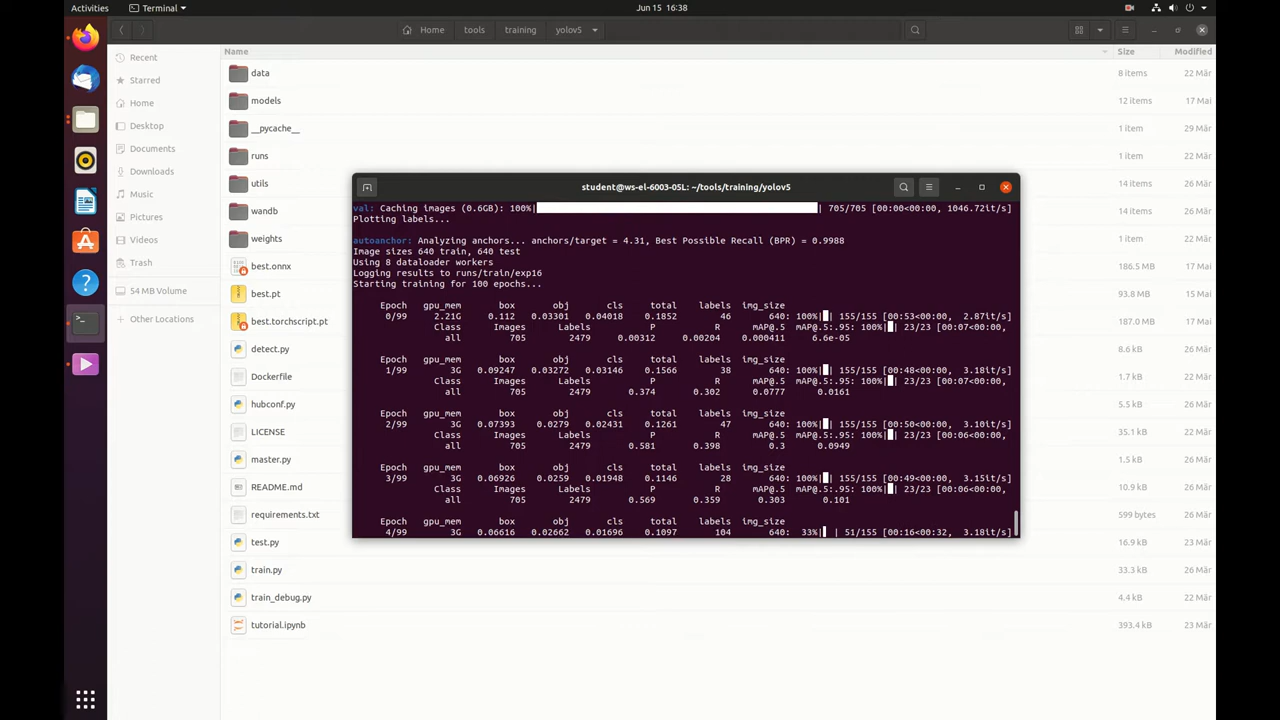 Activities Terminal Jun 15 16:38
Home tools training yolov5
Name Size Modified
Recent
Starred
Home
Desktop
Documents
Downloads
Music
Pictures
Videos
Trash
54 MB Volume
Other Locations
data 8 items 22 Mär
models 12 items 17 Mai
__pycache__ 1 item 29 Mär
runs
utils
wandb
weights
best.onnx 186.5 MB 17 Mai
best.pt 93.8 MB 15 Mai
best.torchscript.pt 187.0 MB 17 Mai
detect.py 8.6 kB 26 Mär
Dockerfile 1.7 kB 22 Mär
hubconf.py 5.5 kB 26 Mär
LICENSE 35.1 kB 26 Mär
master.py 1.5 kB 22 Mär
README.md 10.9 kB 26 Mär
requirements.txt 599 bytes 22 Mär
test.py 16.9 kB 26 Mär
train.py 33.3 kB 26 Mär
train_debug.py 4.4 kB 22 Mär
tutorial.ipynb 393.4 kB 23 Mär
student@ws-el-6003-05L: ~/tools/training/yolov5
val: Caching images (0.6GB): 100%| | 705/705 [00:00<00:00, 1046.72it/s]
Plotting labels...
autoanchor: Analyzing anchors... anchors/target = 4.31, Best Possible Recall (BPR) = 0.9988
Image sizes 640 train, 640 test
Using 8 dataloader workers
Logging results to runs/train/exp16
Starting training for 100 epochs...
Epoch gpu_mem box obj cls total labels img_size
0/99 2.21G 0.112 0.03301 0.04018 0.1852 46 640: 100%| | 155/155 [00:53<00:00, 2.87it/s]
Class Images Labels P R mAP@.5 mAP@.5:.95: 100%| | 23/23 [00:07<00:00,
all 705 2479 0.00312 0.00204 0.000411 6.6e-05
Epoch gpu_mem box obj cls total labels img_size
1/99 3G 0.09247 0.03272 0.03146 0.1566 38 640: 100%| | 155/155 [00:48<00:00, 3.18it/s]
Class Images Labels P R mAP@.5 mAP@.5:.95: 100%| | 23/23 [00:07<00:00,
all 705 2479 0.374 0.302 0.0777 0.0161
Epoch gpu_mem box obj cls total labels img_size
2/99 3G 0.07393 0.0279 0.02431 0.1261 47 640: 100%| | 155/155 [00:50<00:00, 3.10it/s]
Class Images Labels P R mAP@.5 mAP@.5:.95: 100%| | 23/23 [00:06<00:00,
all 705 2479 0.581 0.398 0.3 0.0949
Epoch gpu_mem box obj cls total labels img_size
3/99 3G 0.06926 0.0259 0.01948 0.1146 28 640: 100%| | 155/155 [00:49<00:00, 3.15it/s]
Class Images Labels P R mAP@.5 mAP@.5:.95: 100%| | 23/23 [00:06<00:00,
all 705 2479 0.569 0.359 0.303 0.101
Epoch gpu_mem box obj cls total labels img_size
4/99 3G 0.06616 0.02662 0.01696 0.1097 104 640: 33%| | 51/155 [00:16<00:32, 3.18it/s]